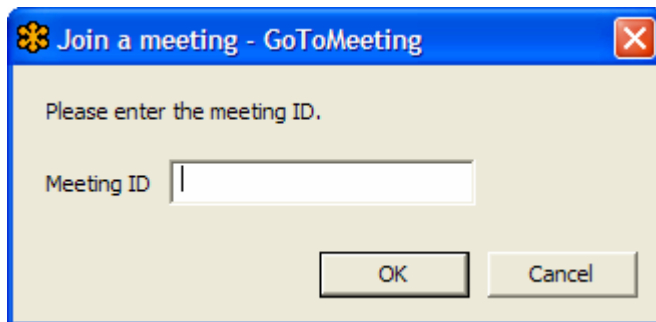 Join a meeting - GoToMeeting
Please enter the meeting ID.
Meeting ID
OK Cancel